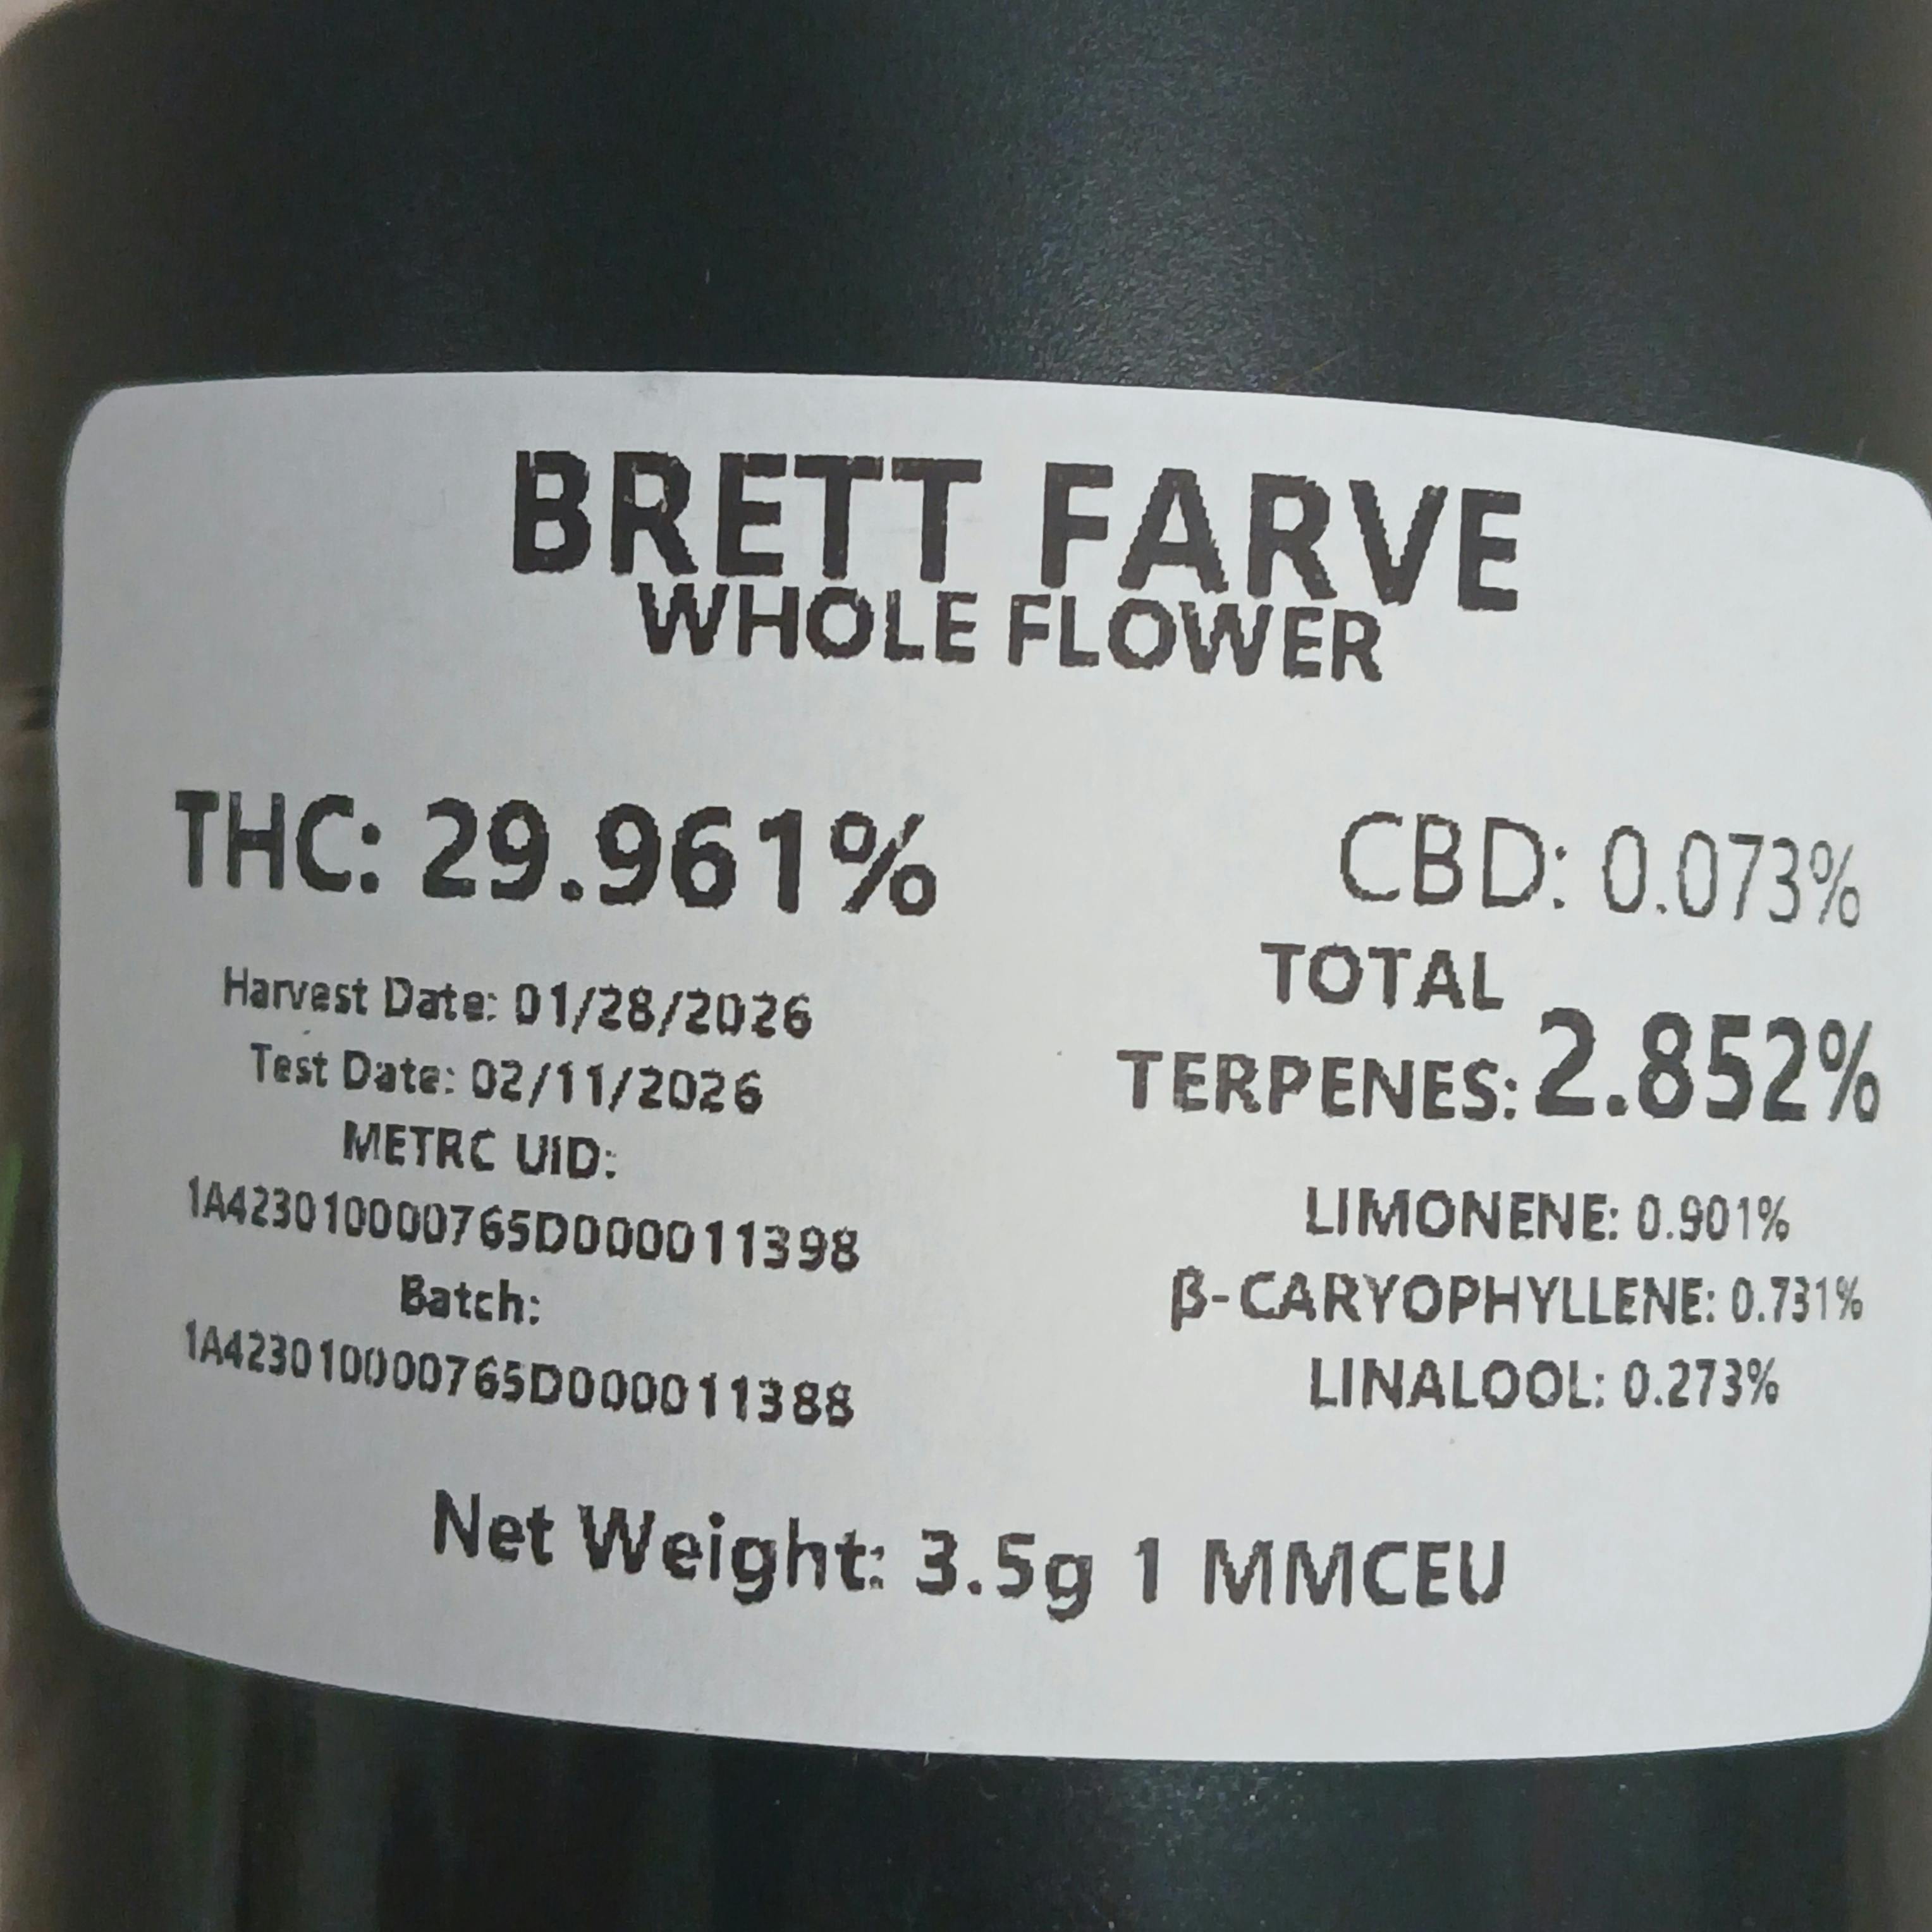 BRETT FARVE
WHOLE FLOWER
THC: 29.961%
Harvest Date: 01/28/2026
Test Date: 02/11/2026
METRC UID:
1A423010000765D000011398
Batch:
1A423010000765D000011388
CBD: 0.073%
TOTAL
TERPENES: 2.852%
LIMONENE: 0.901%
β-CARYOPHYLLENE: 0.731%
LINALOOL: 0.273%
Net Weight: 3.5g 1 MMCEU